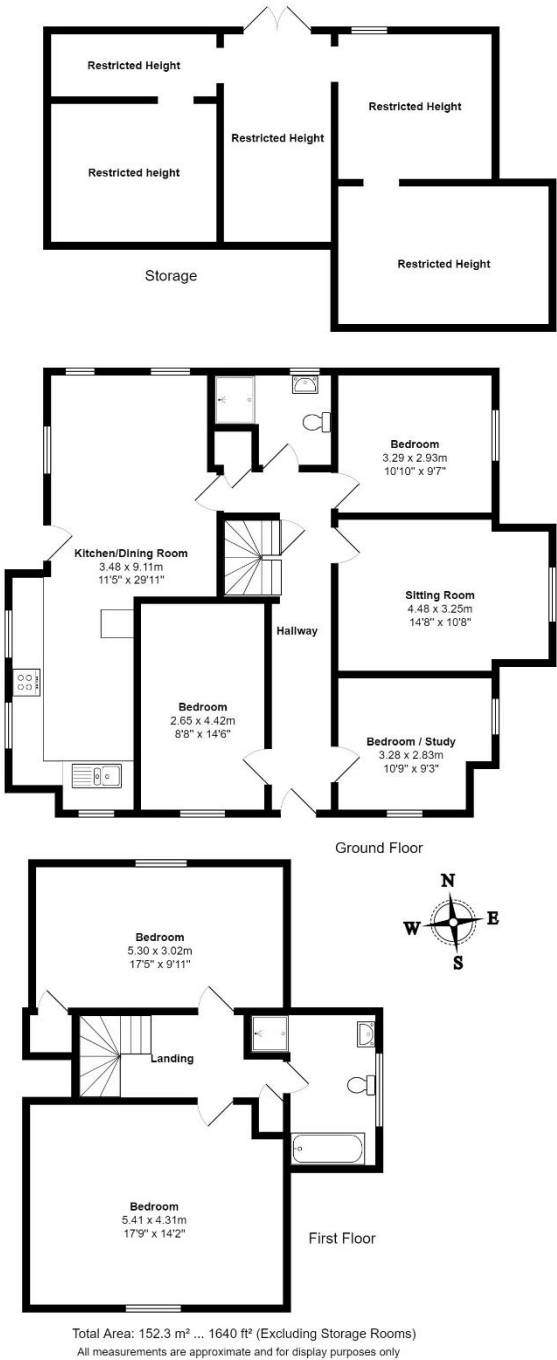 Restricted Height
Restricted Height
Restricted height
Restricted Height
Restricted Height
Storage
Bedroom
3.29 x 2.93m
10'10" x 9'7"
Kitchen/Dining Room
3.48 x 9.11m
11'5" x 29'11"
Sitting Room
4.48 x 3.25m
14'8" x 10'8"
Hallway
Bedroom
2.65 x 4.42m
8'8" x 14'6"
Bedroom / Study
3.28 x 2.83m
10'9" x 9'3"
Ground Floor
N
W
E
S
Bedroom
5.30 x 3.02m
17'5" x 9'11"
Landing
Bedroom
5.41 x 4.31m
17'9" x 14'2"
First Floor
Total Area: 152.3 m² ... 1640 ft² (Excluding Storage Rooms)
All measurements are approximate and for display purposes only